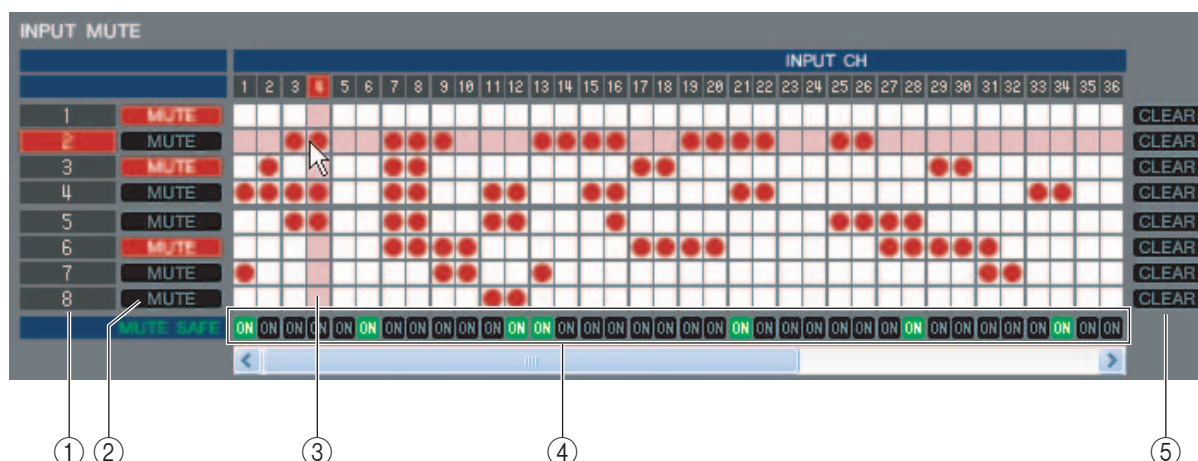 INPUT MUTE
INPUT CH
1 2 3 4 5 6 7 8 9 10 11 12 13 14 15 16 17 18 19 20 21 22 23 24 25 26 27 28 29 30 31 32 33 34 35 36
1 MUTE CLEAR
2 MUTE CLEAR
3 MUTE CLEAR
4 MUTE CLEAR
5 MUTE CLEAR
6 MUTE CLEAR
7 MUTE CLEAR
8 MUTE CLEAR
MUTE SAFE ON ON ON ON ON ON ON ON ON ON ON ON ON ON ON ON ON ON ON ON ON ON ON ON ON ON ON ON ON ON ON ON ON ON ON ON
① ② ③ ④ ⑤